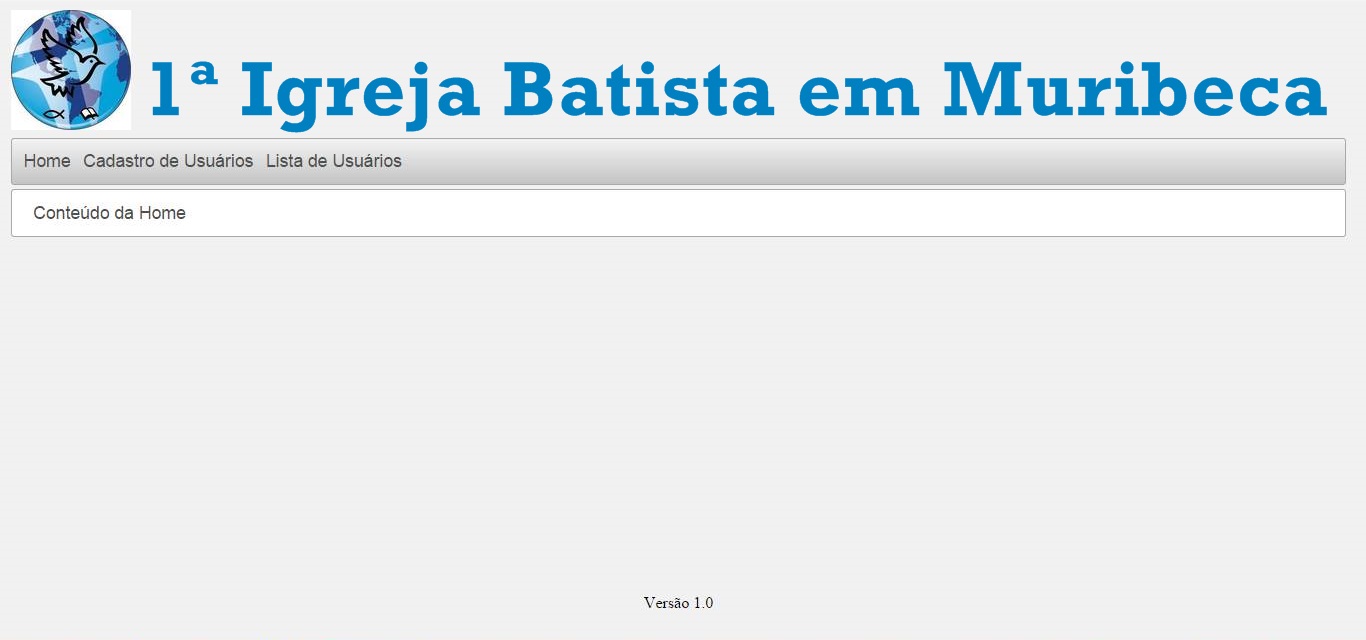 1ª Igreja Batista em Muribeca
Home Cadastro de Usuários Lista de Usuários
Conteúdo da Home
Versão 1.0